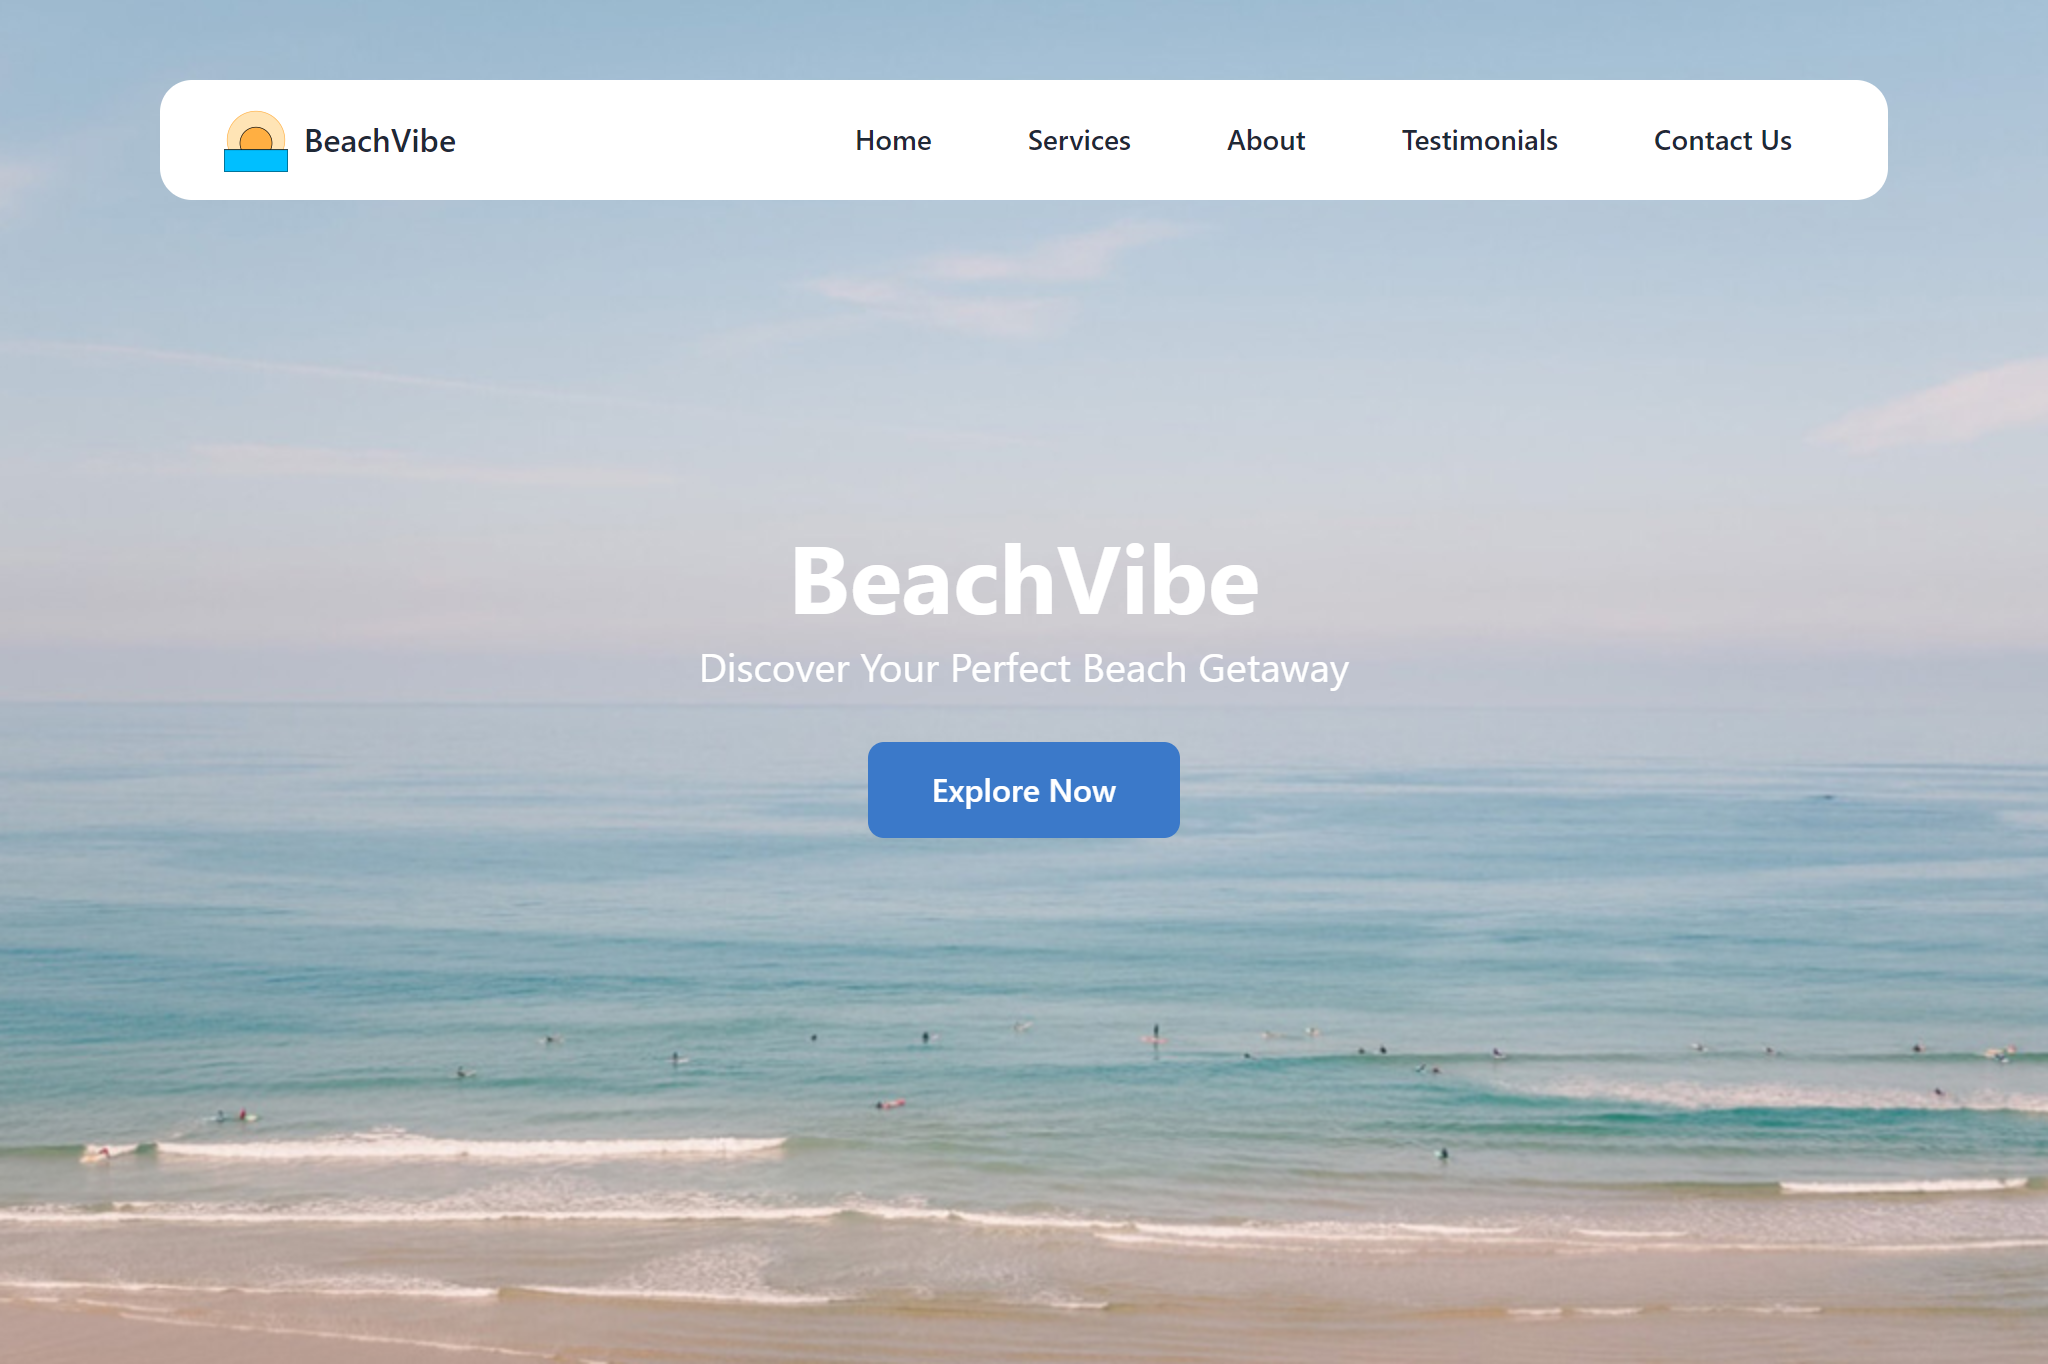 BeachVibe
Home Services About Testimonials Contact Us
BeachVibe
Discover Your Perfect Beach Getaway
Explore Now